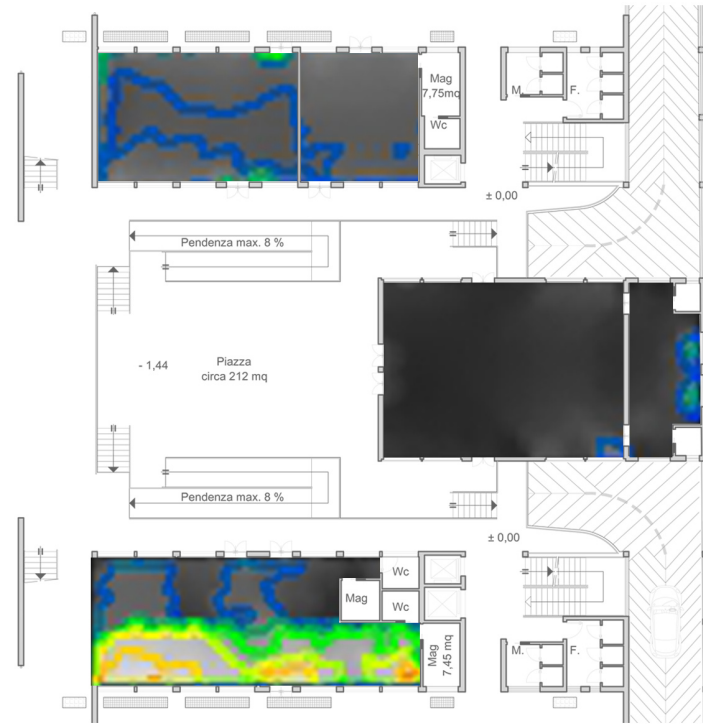 Mag
7,75mq
M.
F.
Wc
± 0,00
Pendenza max. 8 %
- 1,44
Piazza
circa 212 mq
Pendenza max. 8 %
± 0,00
Wc
Mag
Wc
Mag
7,45 mq
M.
F.